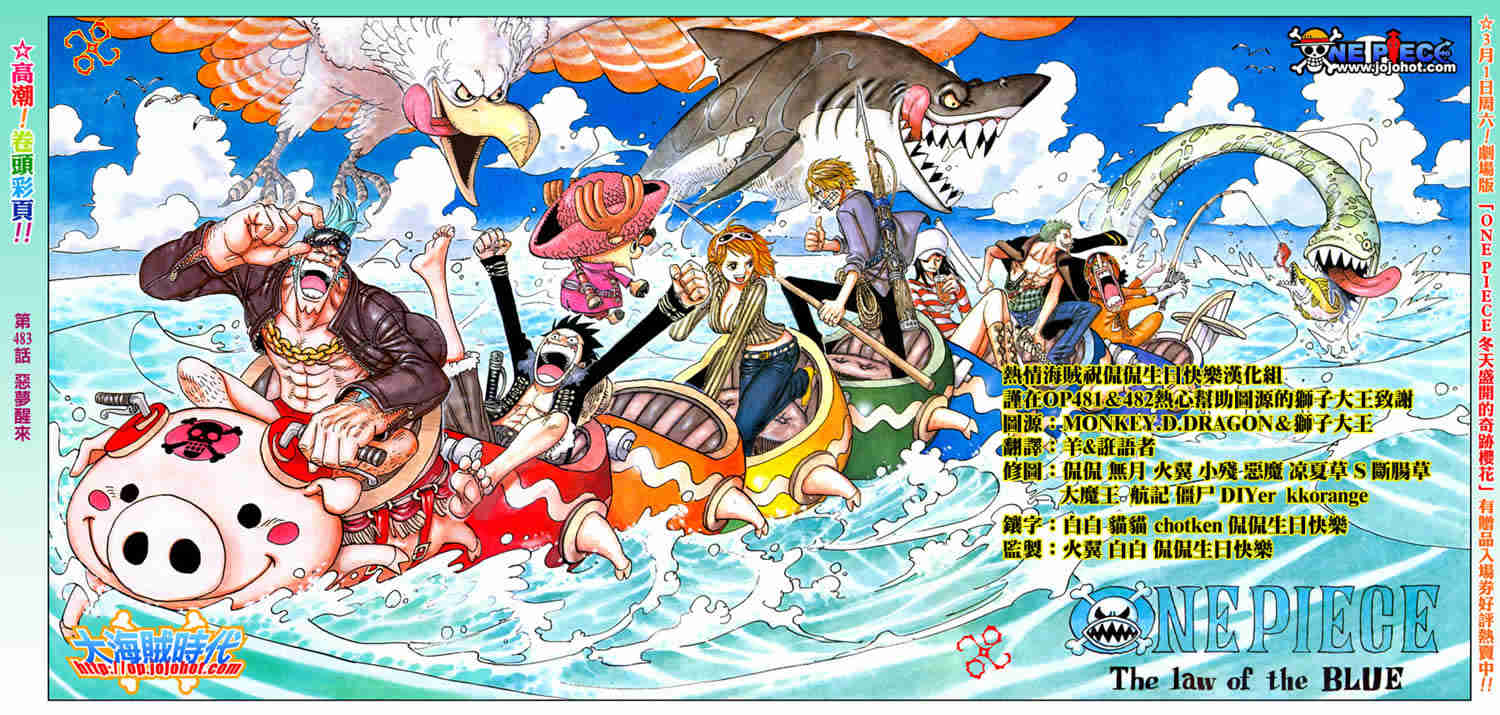 ☆高潮！卷頭彩頁!!
第483話 惡夢醒來
ONE PIECE
www.jojohot.com
☆3月1日周六！劇場版「ONE PIECE 冬天盛開的奇跡櫻花」有贈品入場券好評熱賣中!!
熱情海賊祝侃侃生日快樂漢化組
謹在OP481＆482熱心幫助圖源的獅子大王致謝
圖源：MONKEY.D.DRAGON＆獅子大王
翻譯：羊&誑語者
修圖：侃侃 無月 火翼 小殘 惡魔 凉夏草 S 斷腸草
大魔王 航記 僵尸 DIYer kkorange
鑲字：白白 貓貓 chotken 侃侃生日快樂
監製：火翼 白白 侃侃生日快樂
大海賊時代
http://op.jojohot.com
ONE PIECE
The law of the BLUE